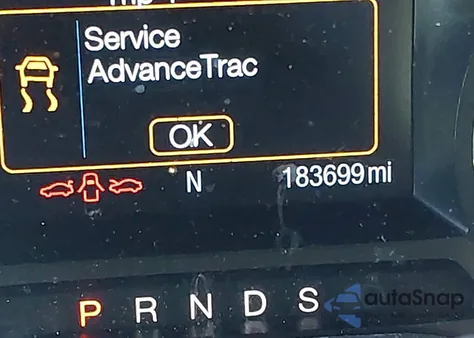 Service
AdvanceTrac
OK
N 183699 mi
P R N D S
autoSnap